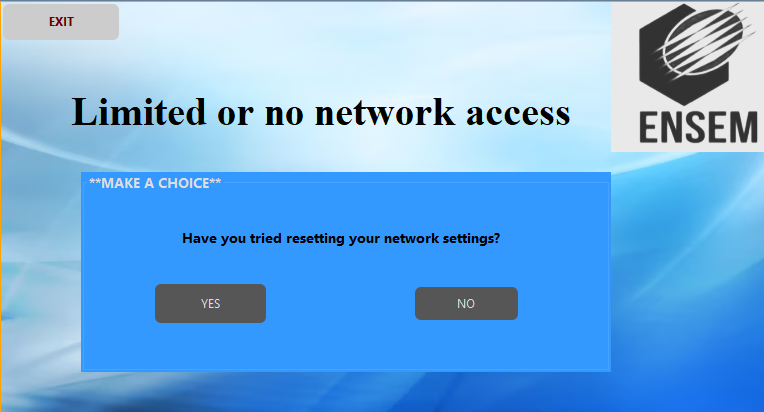 EXIT
ENSEM
Limited or no network access
**MAKE A CHOICE**
Have you tried resetting your network settings?
YES
NO